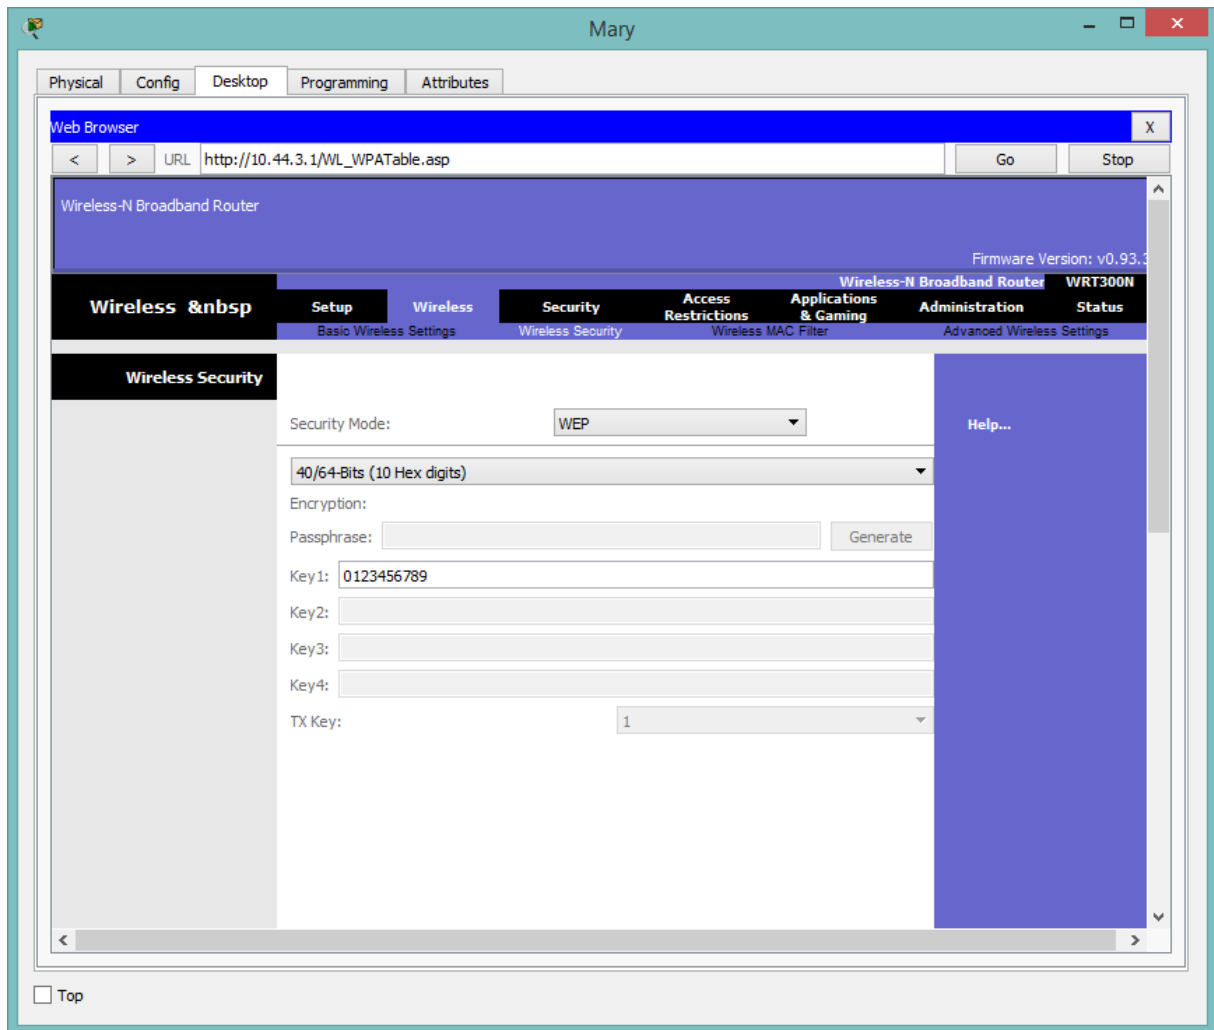 Mary
Physical Config Desktop Programming Attributes
Web Browser X
< > URL http://10.44.3.1/WL_WPATable.asp Go Stop
Wireless-N Broadband Router
Firmware Version: v0.93.3
Wireless-N Broadband Router WRT300N
Wireless &nbsp Setup Wireless Security Access Restrictions Applications & Gaming Administration Status
Basic Wireless Settings Wireless Security Wireless MAC Filter Advanced Wireless Settings
Wireless Security
Security Mode: WEP
Help...
40/64-Bits (10 Hex digits)
Encryption:
Passphrase: Generate
Key1: 0123456789
Key2:
Key3:
Key4:
TX Key: 1
Top